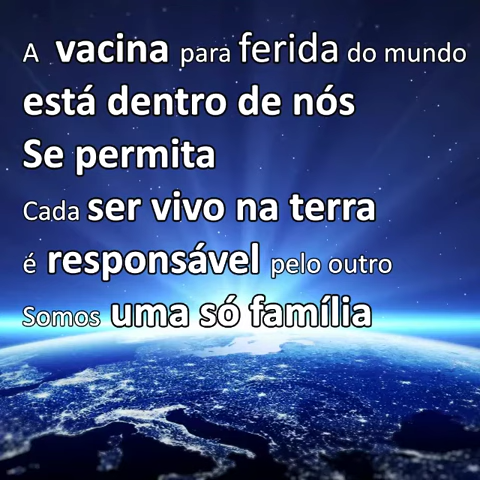 A vacina para ferida do mundo
está dentro de nós
Se permita
Cada ser vivo na terra
é responsável pelo outro
Somos uma só família